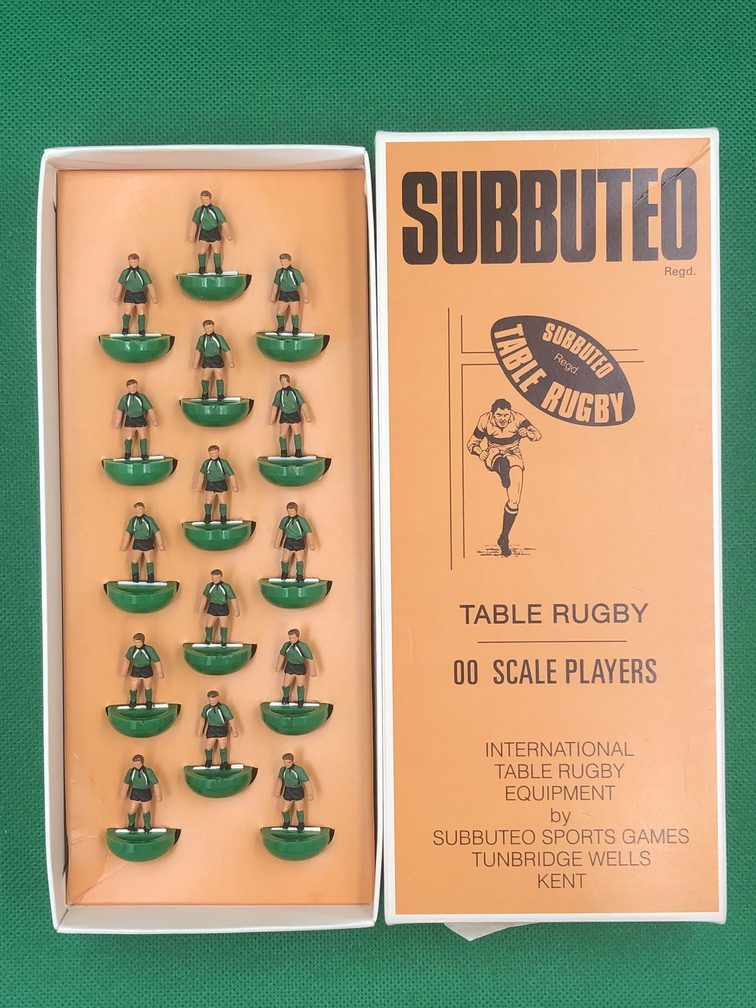 SUBBUTEO
Regd.
SUBBUTEO
Regd
TABLE RUGBY
TABLE RUGBY
00 SCALE PLAYERS
INTERNATIONAL
TABLE RUGBY
EQUIPMENT
by
SUBBUTEO SPORTS GAMES
TUNBRIDGE WELLS
KENT